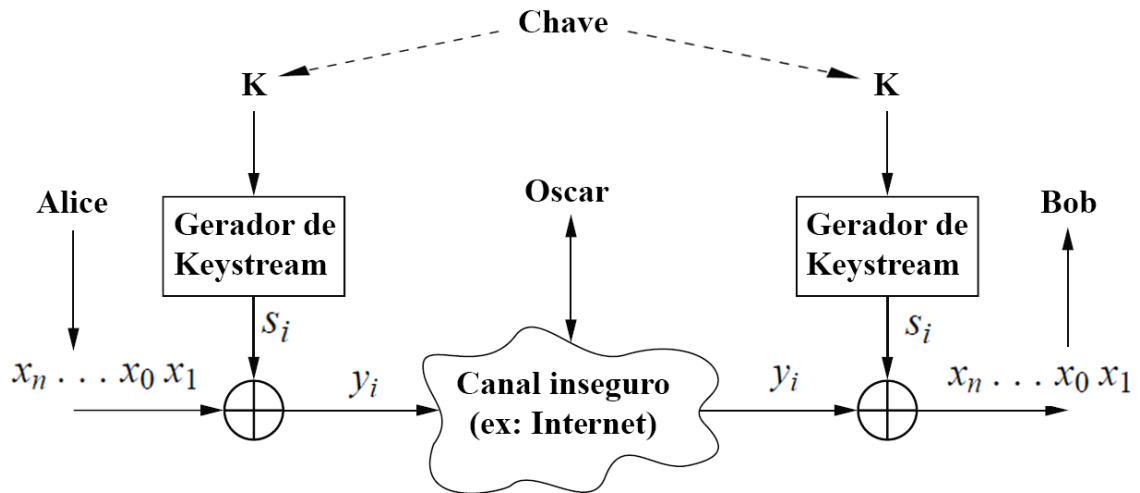 Chave
K
K
Alice
Gerador de
Keystream
Oscar
Gerador de
Keystream
Bob
s_i
s_i
x_n . . . x_0 x_1
y_i
Canal inseguro
(ex: Internet)
y_i
x_n . . . x_0 x_1